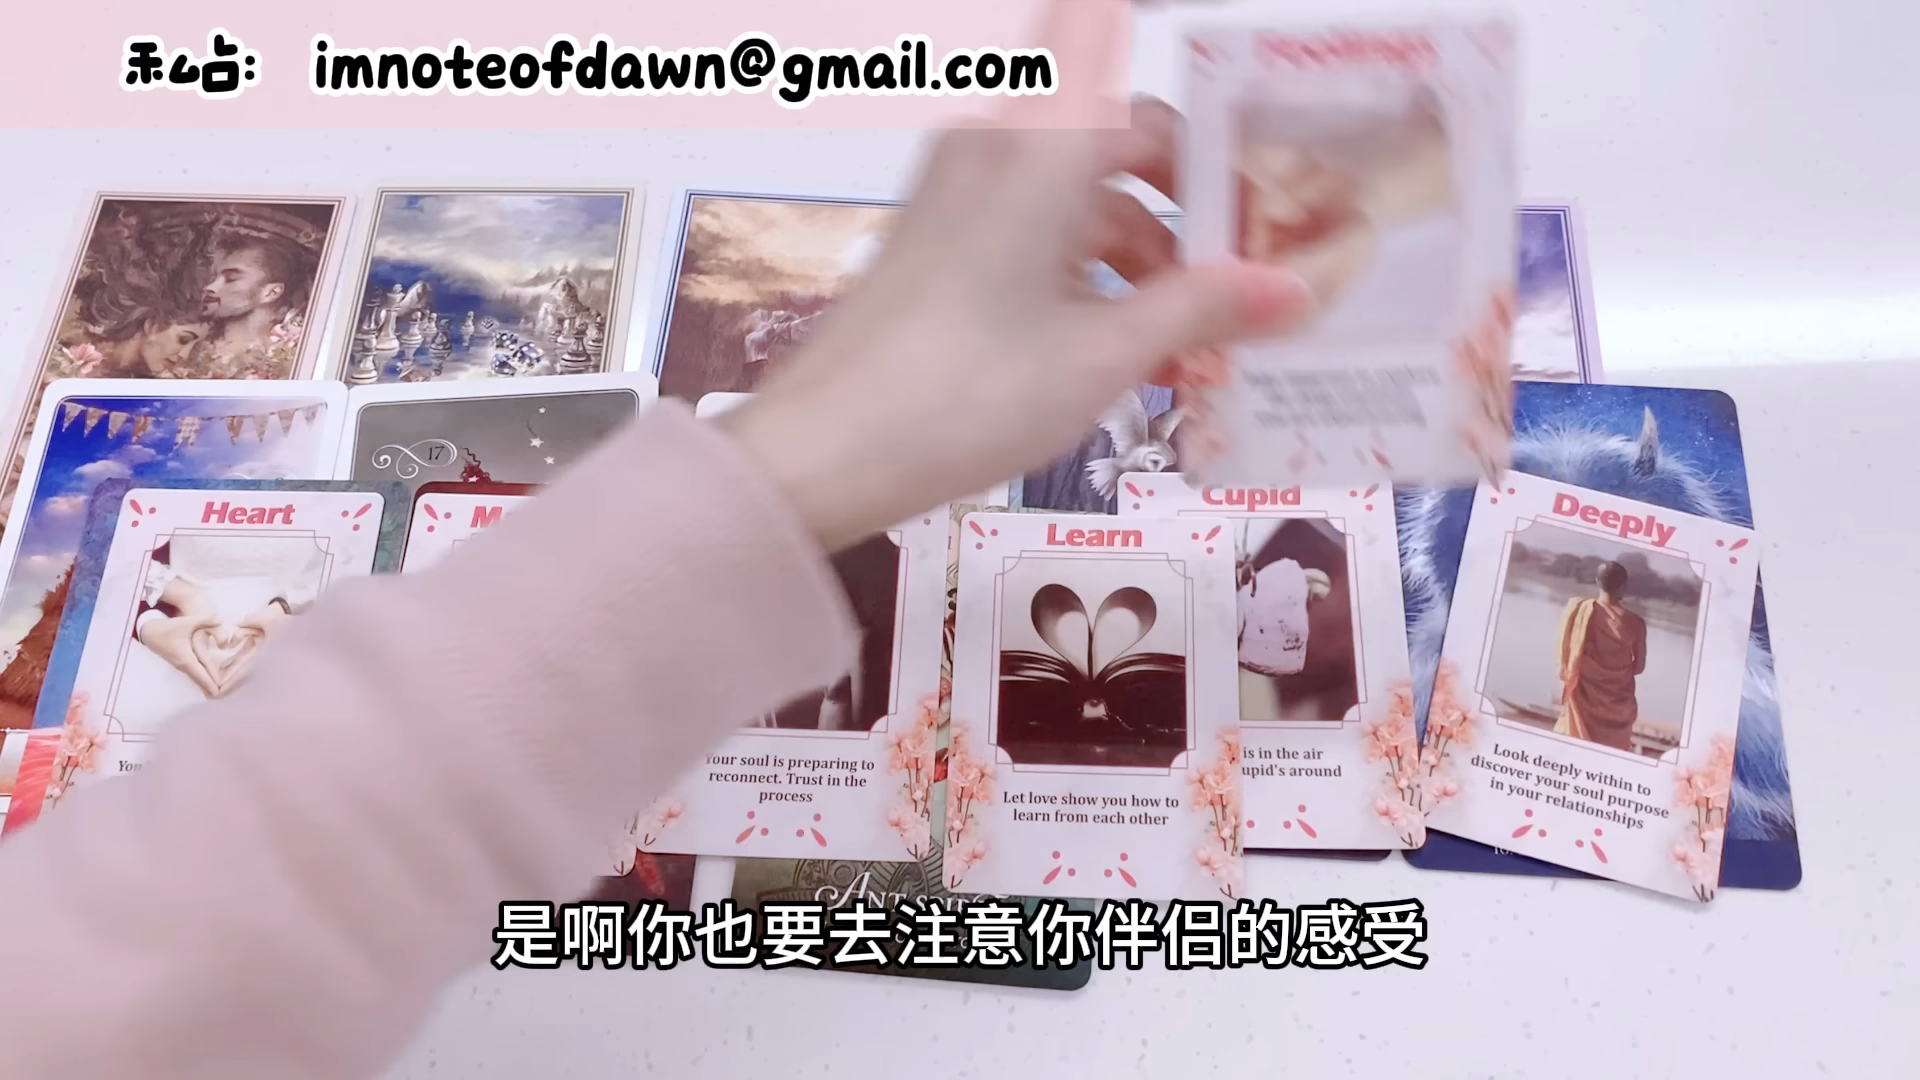 私占: imnoteofdawn@gmail.com
17
Heart
Learn
Cupid
Deeply
Your soul is preparing to
reconnect. Trust in the
process
Let love show you how to
learn from each other
is in the air
upid's around
Look deeply within to
discover your soul purpose
in your relationships
Ant Spirit
是啊你也要去注意你伴侣的感受